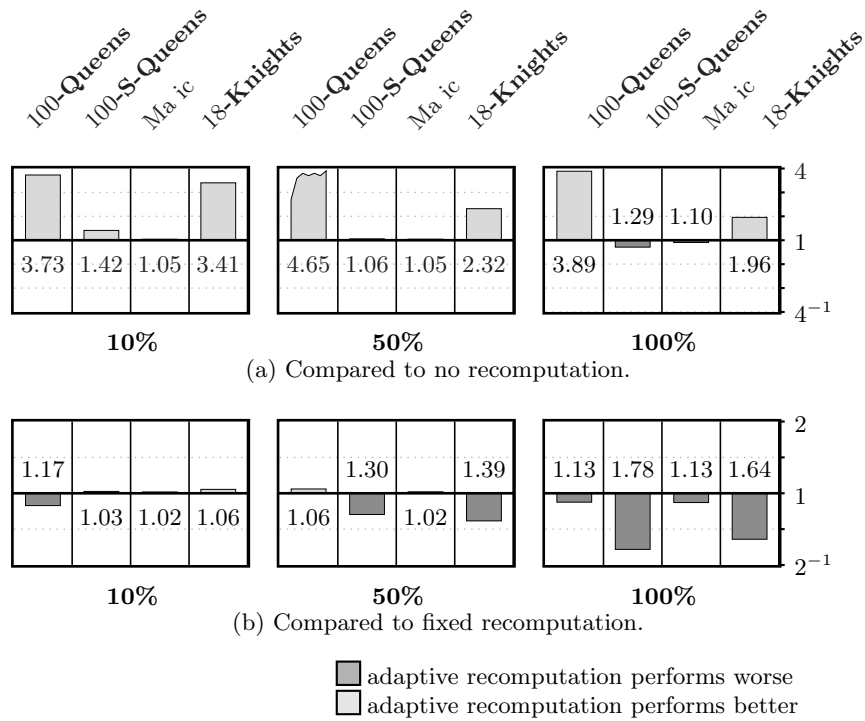 100-Queens 100-S-Queens Ma ic 18-Knights
100-Queens 100-S-Queens Ma ic 18-Knights
100-Queens 100-S-Queens Ma ic 18-Knights
4
1.29 1.10
1
3.73 1.42 1.05 3.41 4.65 1.06 1.05 2.32 3.89 1.96
4⁻¹
10% 50% 100%
(a) Compared to no recomputation.
2
1.17 1.30 1.39 1.13 1.78 1.13 1.64
1
1.03 1.02 1.06 1.06 1.02
2⁻¹
10% 50% 100%
(b) Compared to fixed recomputation.
adaptive recomputation performs worse
adaptive recomputation performs better